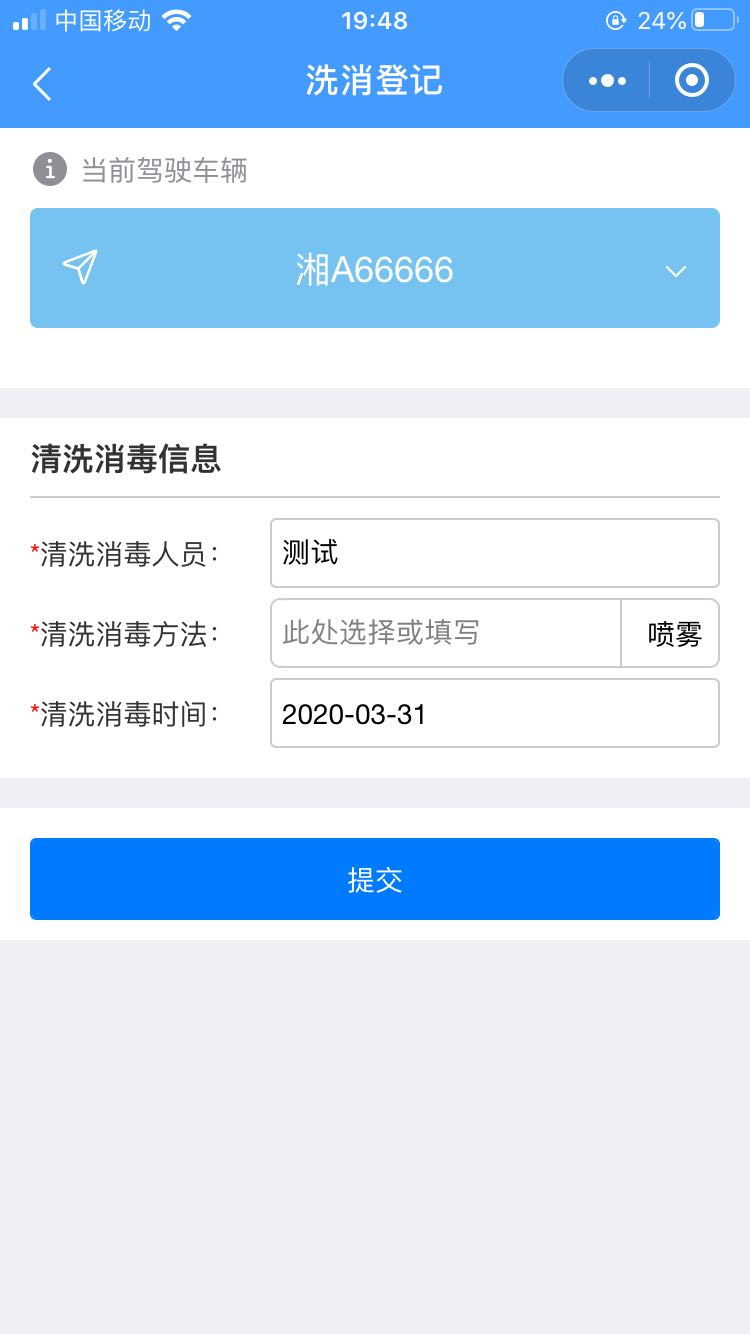 中国移动 19:48 24%
洗消登记
当前驾驶车辆
湘A66666
清洗消毒信息
*清洗消毒人员： 测试
*清洗消毒方法： 此处选择或填写 喷雾
*清洗消毒时间： 2020-03-31
提交